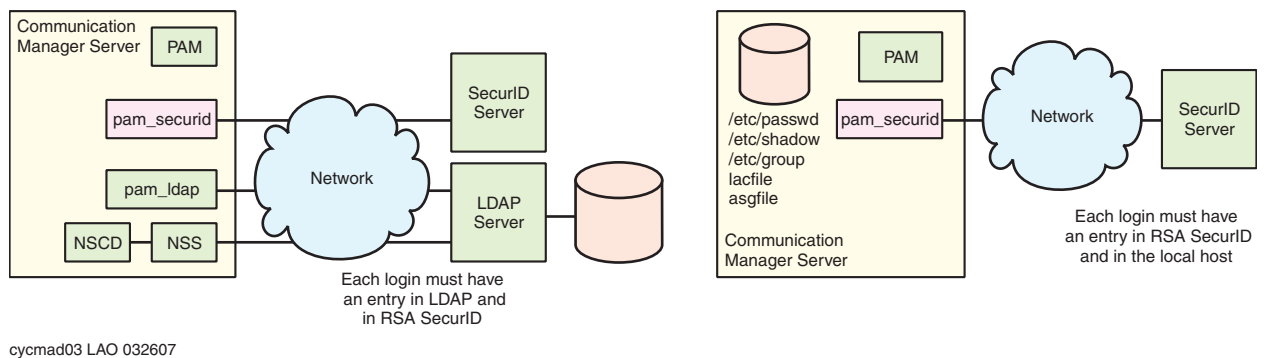 Communication
Manager Server
PAM
pam_securid
pam_ldap
NSCD
NSS
Network
SecurID
Server
LDAP
Server
Each login must have
an entry in LDAP and
in RSA SecurID
PAM
/etc/passwd
/etc/shadow
/etc/group
lacfile
asgfile
pam_securid
Communication
Manager Server
Network
SecurID
Server
Each login must have
an entry in RSA SecurID
and in the local host
cycmad03 LAO 032607